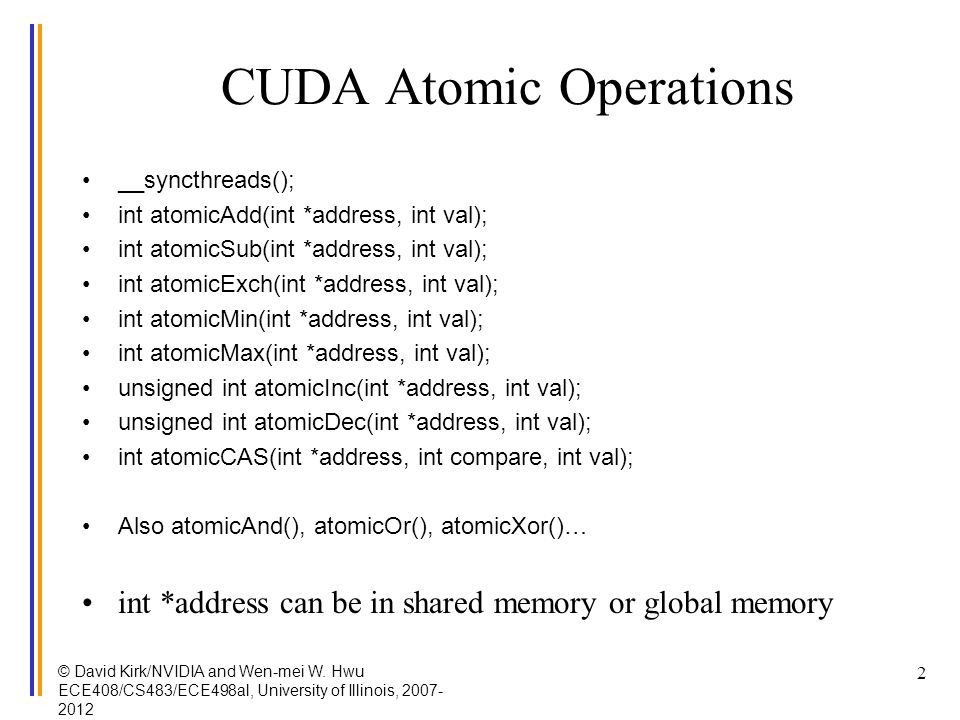 CUDA Atomic Operations
• __syncthreads();
• int atomicAdd(int *address, int val);
• int atomicSub(int *address, int val);
• int atomicExch(int *address, int val);
• int atomicMin(int *address, int val);
• int atomicMax(int *address, int val);
• unsigned int atomicInc(int *address, int val);
• unsigned int atomicDec(int *address, int val);
• int atomicCAS(int *address, int compare, int val);
• Also atomicAnd(), atomicOr(), atomicXor()…
• int *address can be in shared memory or global memory
© David Kirk/NVIDIA and Wen-mei W. Hwu
ECE408/CS483/ECE498al, University of Illinois, 2007-
2012
2